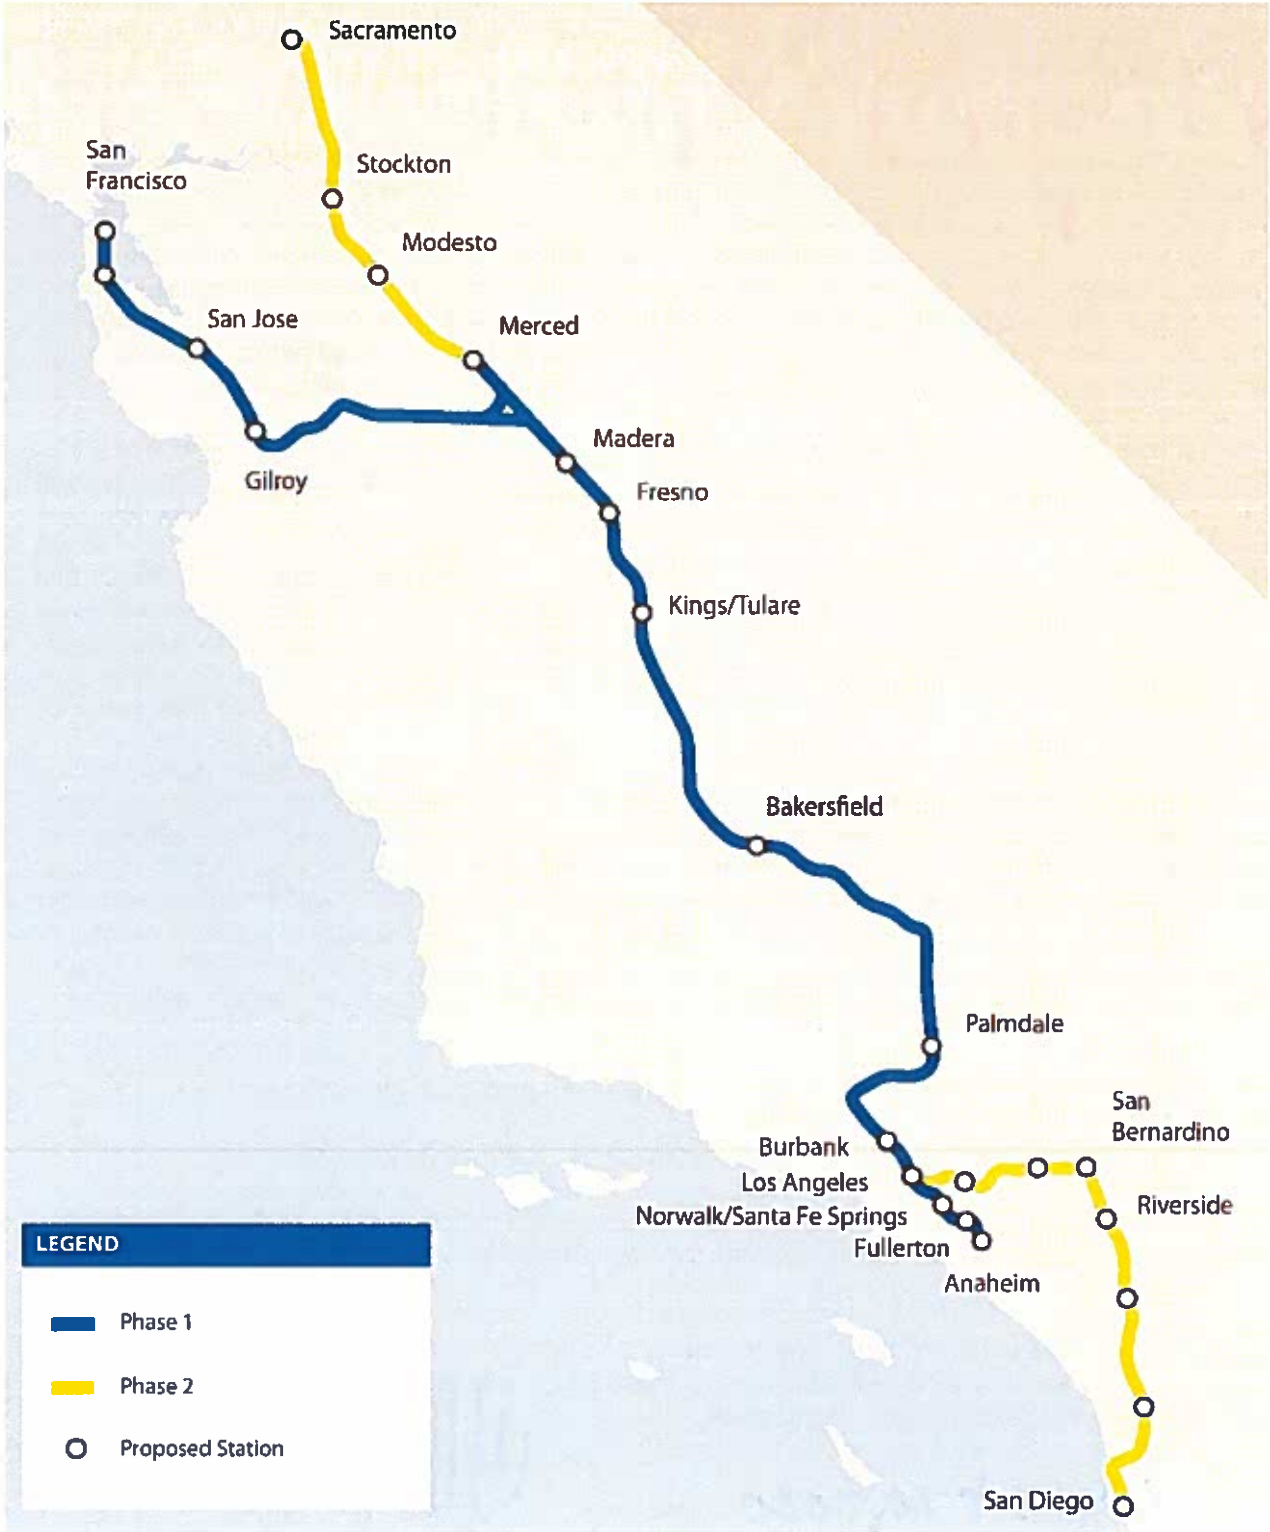 Sacramento
San
Francisco
Stockton
Modesto
San Jose
Merced
Madera
Gilroy
Fresno
Kings/Tulare
Bakersfield
Palmdale
San
Bernardino
Burbank
Los Angeles
Riverside
Norwalk/Santa Fe Springs
Fullerton
Anaheim
San Diego
LEGEND
Phase 1
Phase 2
Proposed Station